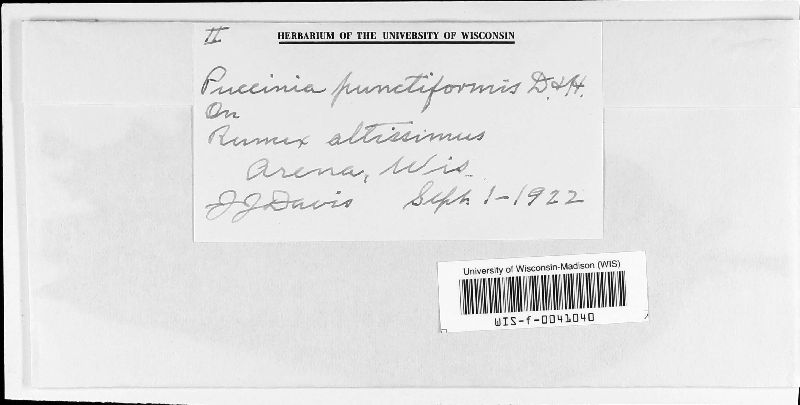 II
HERBARIUM OF THE UNIVERSITY OF WISCONSIN
Puccinia punctiformis D.&H.
On
Rumex altissimus
Arena, Wis.
JJDavis Sept. 1-1922
University of Wisconsin-Madison (WIS)
WIS-f-0041040